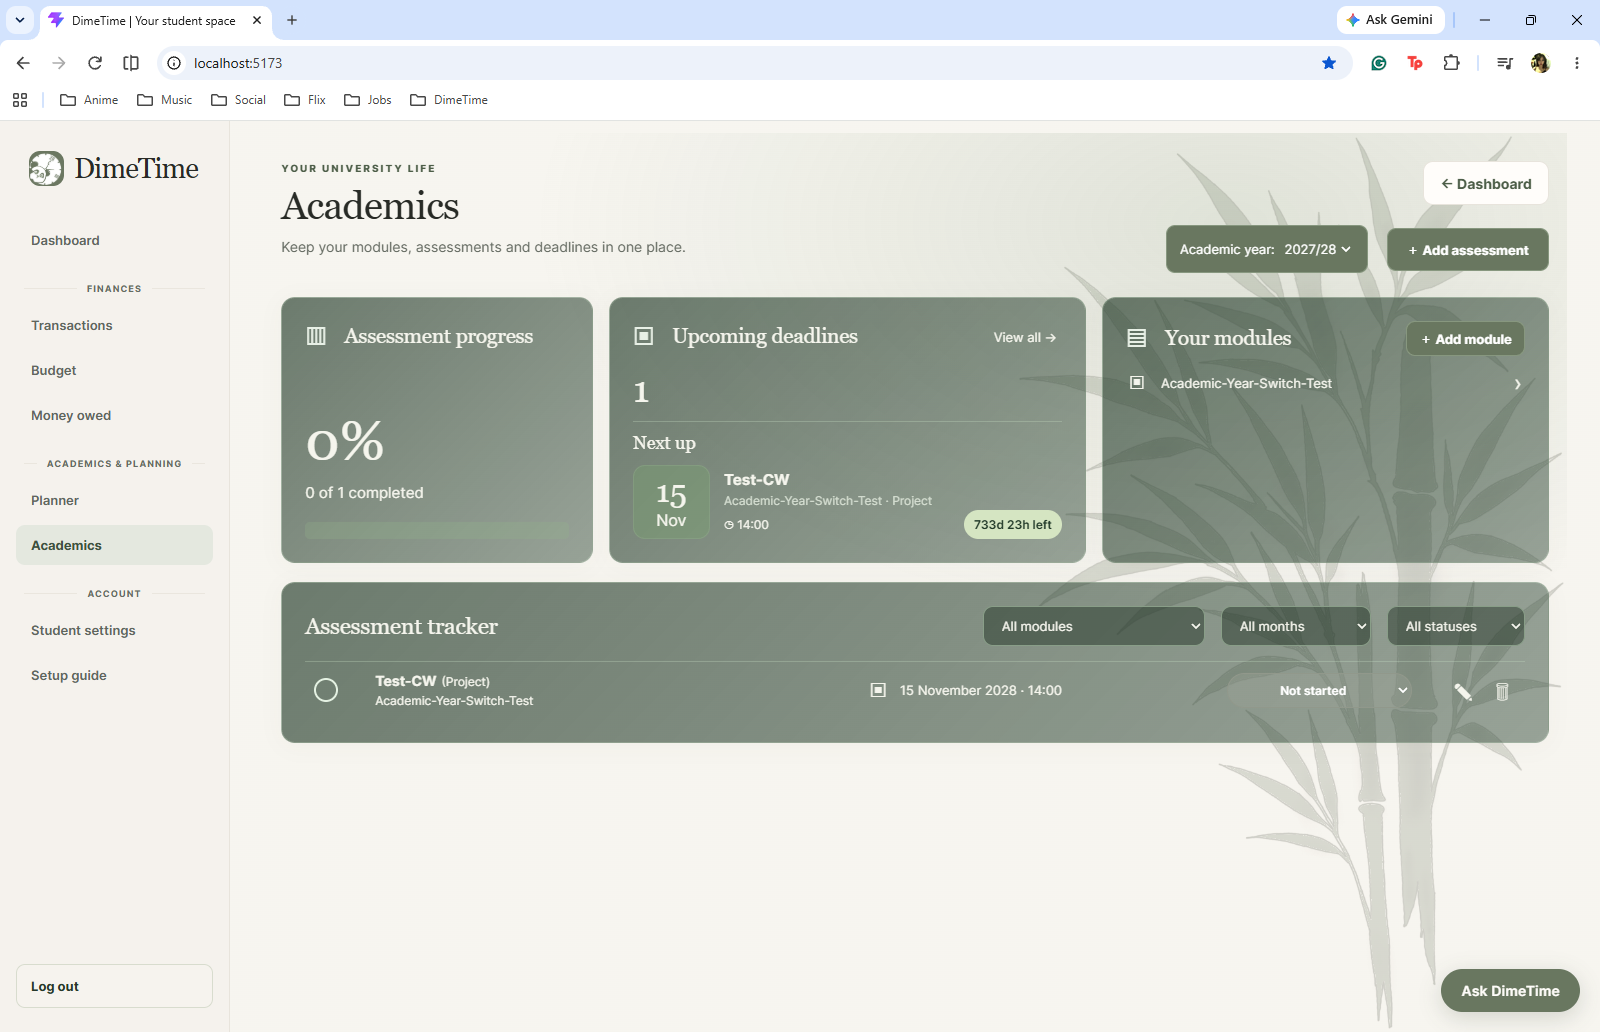 DimeTime | Your student space
Ask Gemini
localhost:5173
Anime
Music
Social
Flix
Jobs
DimeTime
DimeTime
Dashboard
FINANCES
Transactions
Budget
Money owed
ACADEMICS & PLANNING
Planner
Academics
ACCOUNT
Student settings
Setup guide
Log out
YOUR UNIVERSITY LIFE
Academics
Keep your modules, assessments and deadlines in one place.
← Dashboard
Academic year: 2027/28
+ Add assessment
Assessment progress
0%
0 of 1 completed
Upcoming deadlines
View all →
1
Next up
15
Nov
Test-CW
Academic-Year-Switch-Test · Project
14:00
733d 23h left
Your modules
+ Add module
Academic-Year-Switch-Test
Assessment tracker
All modules
All months
All statuses
Test-CW (Project)
Academic-Year-Switch-Test
15 November 2028 · 14:00
Not started
Ask DimeTime